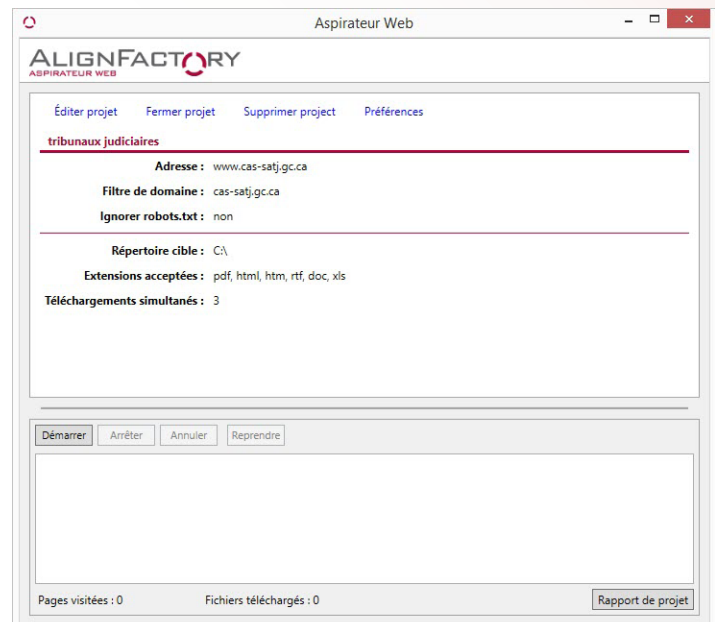 Aspirateur Web
ALIGNFACTORY
ASPIRATEUR WEB
Éditer projet Fermer projet Supprimer project Préférences
tribunaux judiciaires
Adresse : www.cas-satj.gc.ca
Filtre de domaine : cas-satj.gc.ca
Ignorer robots.txt : non
Répertoire cible : C:\
Extensions acceptées : pdf, html, htm, rtf, doc, xls
Téléchargements simultanés : 3
Démarrer Arrêter Annuler Reprendre
Pages visitées : 0 Fichiers téléchargés : 0 Rapport de projet